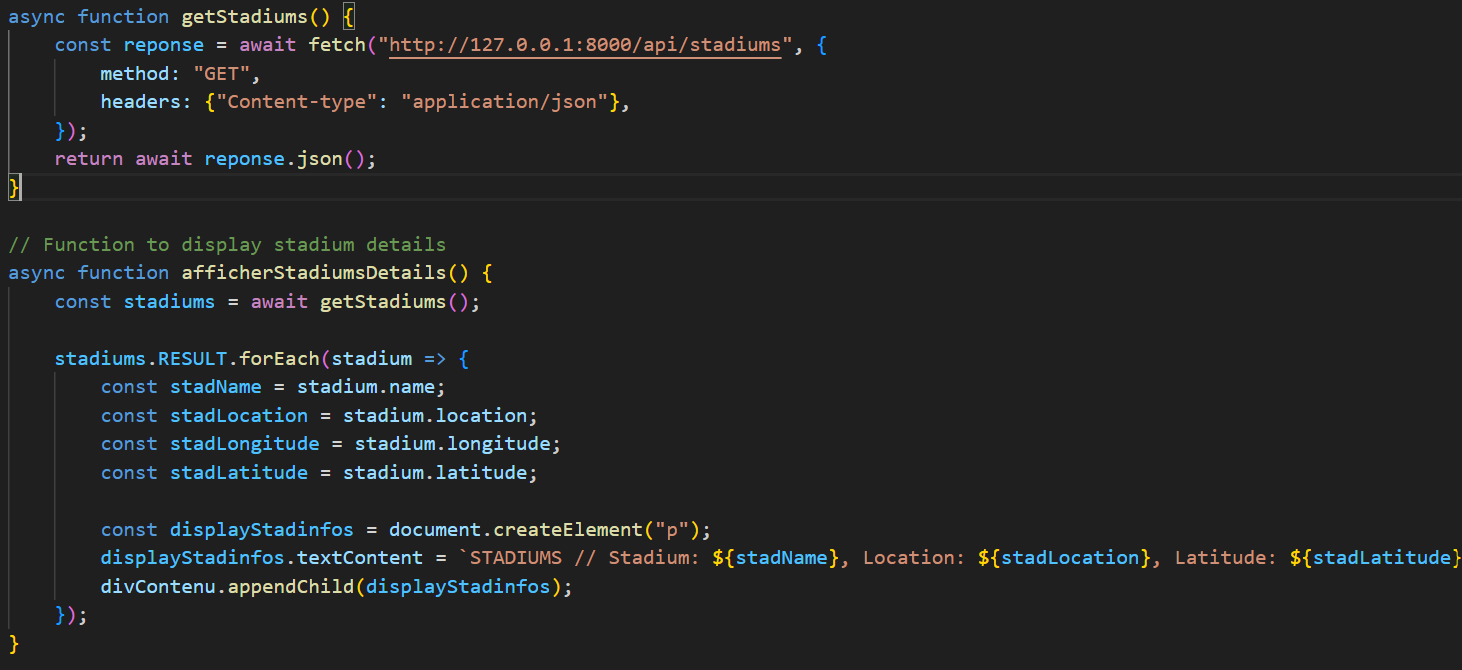 async function getStadiums() {
    const reponse = await fetch("http://127.0.0.1:8000/api/stadiums", {
        method: "GET",
        headers: {"Content-type": "application/json"},
    });
    return await reponse.json();
}
// Function to display stadium details
async function afficherStadiumsDetails() {
    const stadiums = await getStadiums();
    stadiums.RESULT.forEach(stadium => {
        const stadName = stadium.name;
        const stadLocation = stadium.location;
        const stadLongitude = stadium.longitude;
        const stadLatitude = stadium.latitude;
        const displayStadinfos = document.createElement("p");
        displayStadinfos.textContent = `STADIUMS // Stadium: ${stadName}, Location: ${stadLocation}, Latitude: ${stadLatitude}
        divContenu.appendChild(displayStadinfos);
    });
}